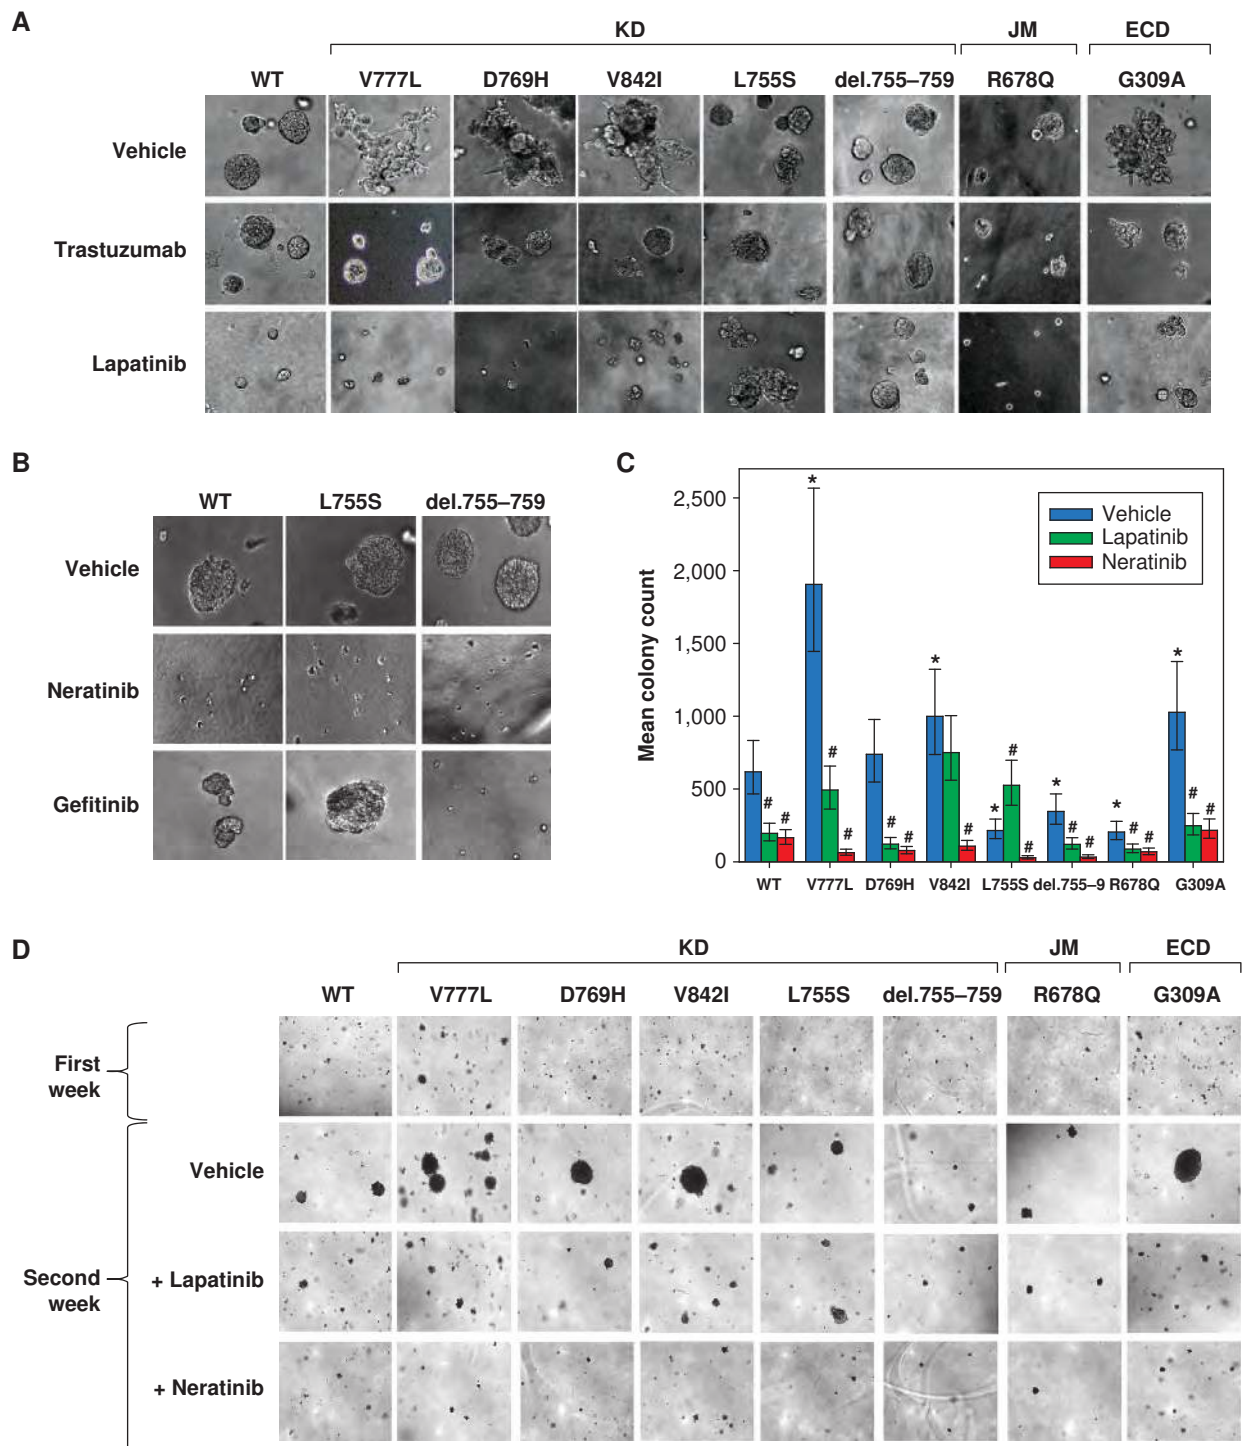 A
KD
JM
ECD
WT
V777L
D769H
V842I
L755S
del.755–759
R678Q
G309A
Vehicle
Trastuzumab
Lapatinib
B
WT
L755S
del.755–759
Vehicle
Neratinib
Gefitinib
C
Mean colony count
2,500
2,000
1,500
1,000
500
0
Vehicle
Lapatinib
Neratinib
*
#
#
*
#
#
#
#
*
#
*
#
#
*
#
#
*
#
#
*
#
#
WT
V777L
D769H
V842I
L755S
del.755–9
R678Q
G309A
D
KD
JM
ECD
WT
V777L
D769H
V842I
L755S
del.755–759
R678Q
G309A
First
week
Vehicle
Second
week
+ Lapatinib
+ Neratinib